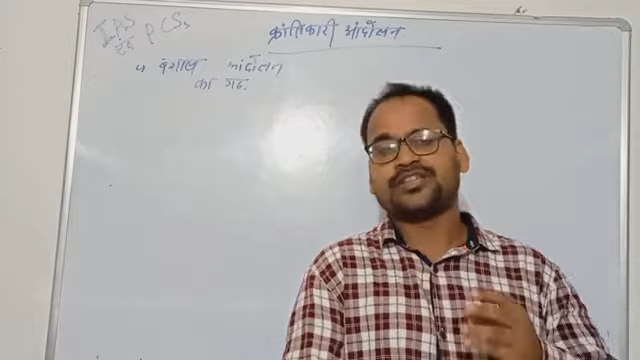 IAS
एवं PCS,
क्रांतिकारी आंदोलन
बंगाल आंदोलन
का गढ़.